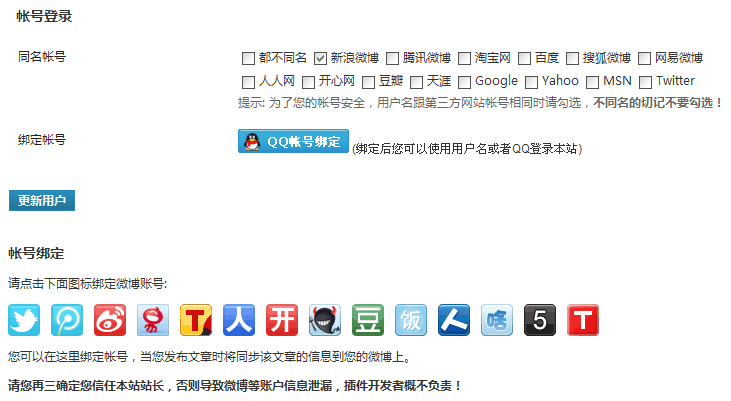 帐号登录
同名帐号 都不同名 新浪微博 腾讯微博 淘宝网 百度 搜狐微博 网易微博
人人网 开心网 豆瓣 天涯 Google Yahoo MSN Twitter
提示: 为了您的帐号安全，用户名跟第三方网站帐号相同时请勾选，不同名的切记不要勾选！
绑定帐号 QQ帐号绑定 (绑定后您可以使用用户名或者QQ登录本站)
更新用户
帐号绑定
请点击下面图标绑定微博账号:
T 人 开 豆 饭 人 啥 5 T
您可以在这里绑定帐号，当您发布文章时将同步该文章的信息到您的微博上。
请您再三确定您信任本站站长，否则导致微博等账户信息泄漏，插件开发者概不负责！